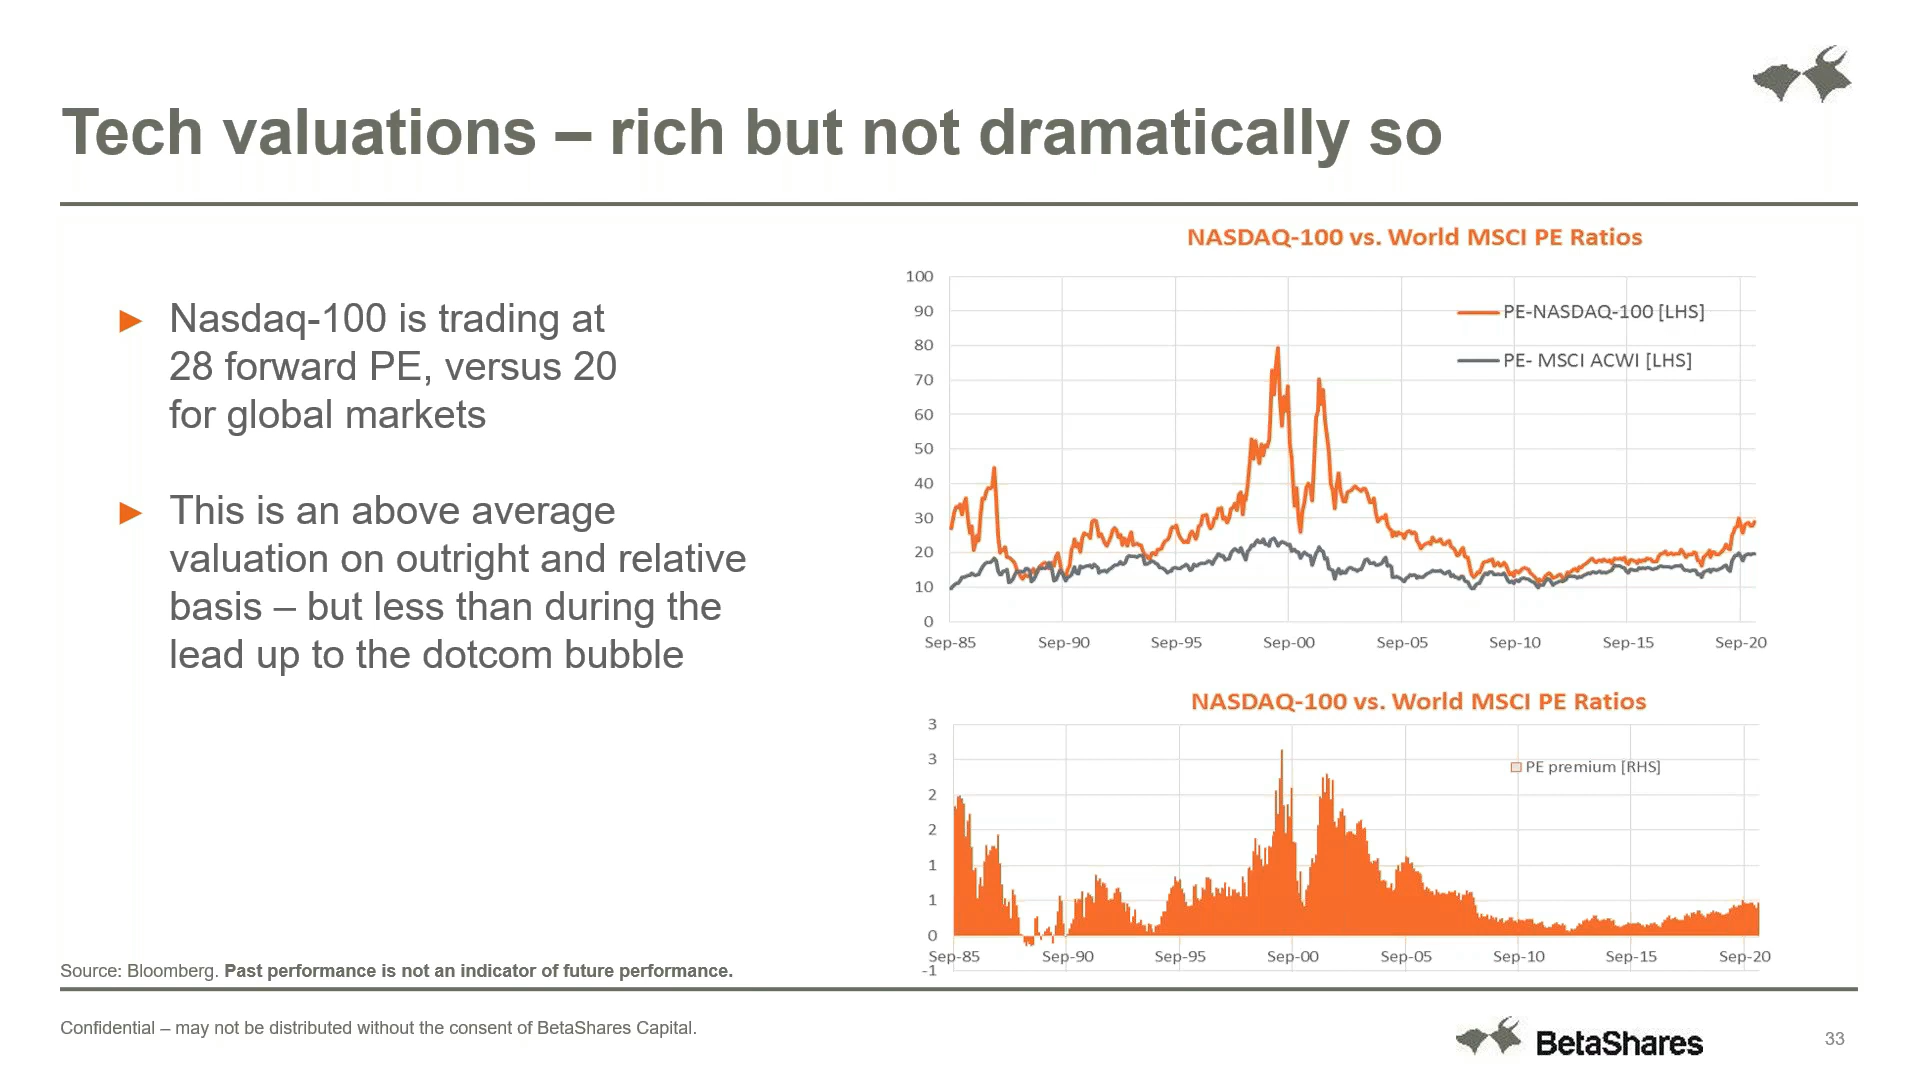 Tech valuations – rich but not dramatically so
► Nasdaq-100 is trading at
28 forward PE, versus 20
for global markets
► This is an above average
valuation on outright and relative
basis – but less than during the
lead up to the dotcom bubble
NASDAQ-100 vs. World MSCI PE Ratios
100
90
80
70
60
50
40
30
20
10
0
PE-NASDAQ-100 [LHS]
PE- MSCI ACWI [LHS]
Sep-85 Sep-90 Sep-95 Sep-00 Sep-05 Sep-10 Sep-15 Sep-20
NASDAQ-100 vs. World MSCI PE Ratios
3
3
2
2
1
1
0
-1
PE premium [RHS]
Sep-85 Sep-90 Sep-95 Sep-00 Sep-05 Sep-10 Sep-15 Sep-20
Source: Bloomberg. Past performance is not an indicator of future performance.
Confidential – may not be distributed without the consent of BetaShares Capital.
BetaShares
33